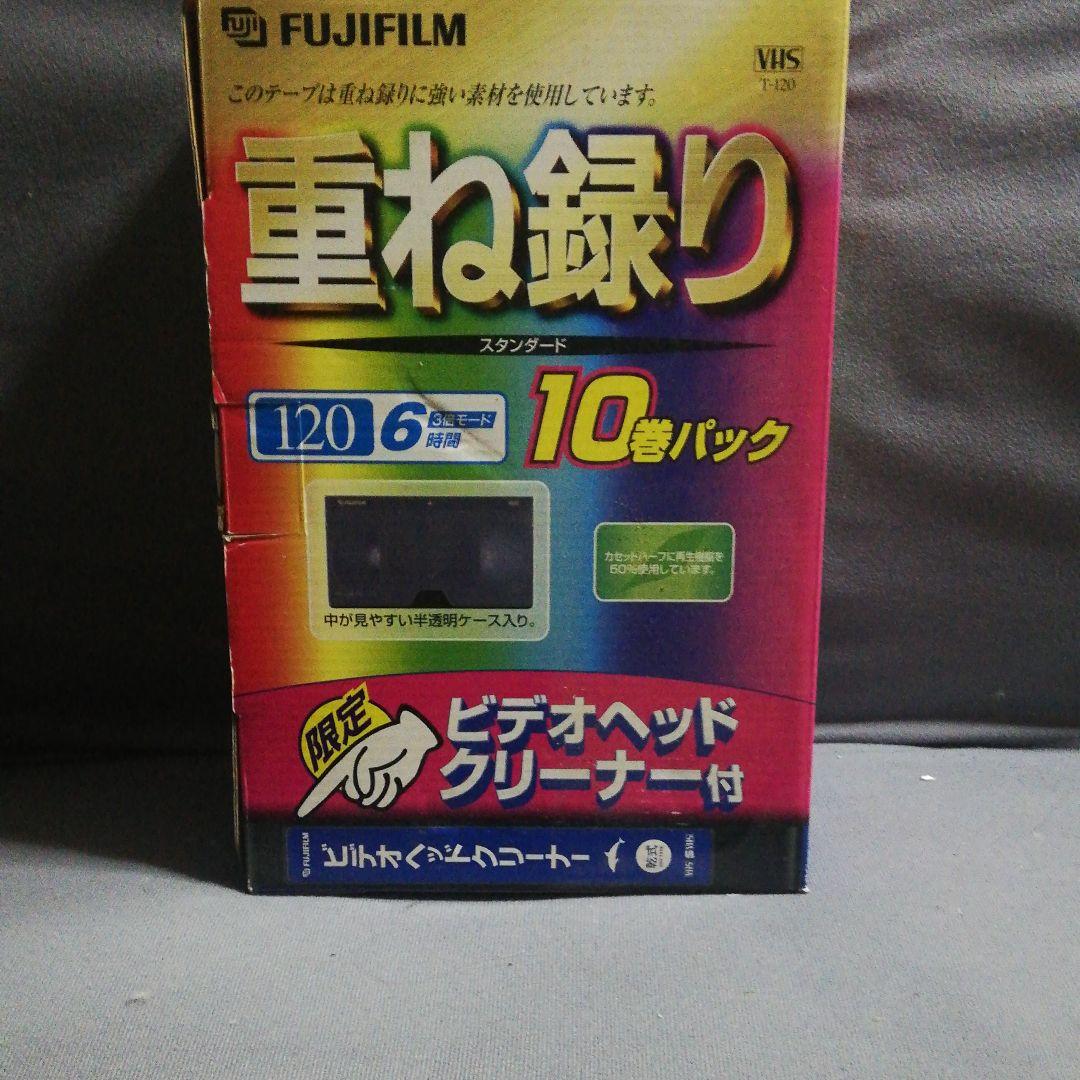 FUJI FUJIFILM
VHS
T-120
このテープは重ね録りに強い素材を使用しています。
重ね録り
スタンダード
120 6時間 3倍モード
10巻パック
FUJIFILM
カセットハーフに再生樹脂を
60%使用しています。
中が見やすい半透明ケース入り。
限定
ビデオヘッド
クリーナー付
FUJIFILM ビデオヘッドクリーナー 乾式 VHS